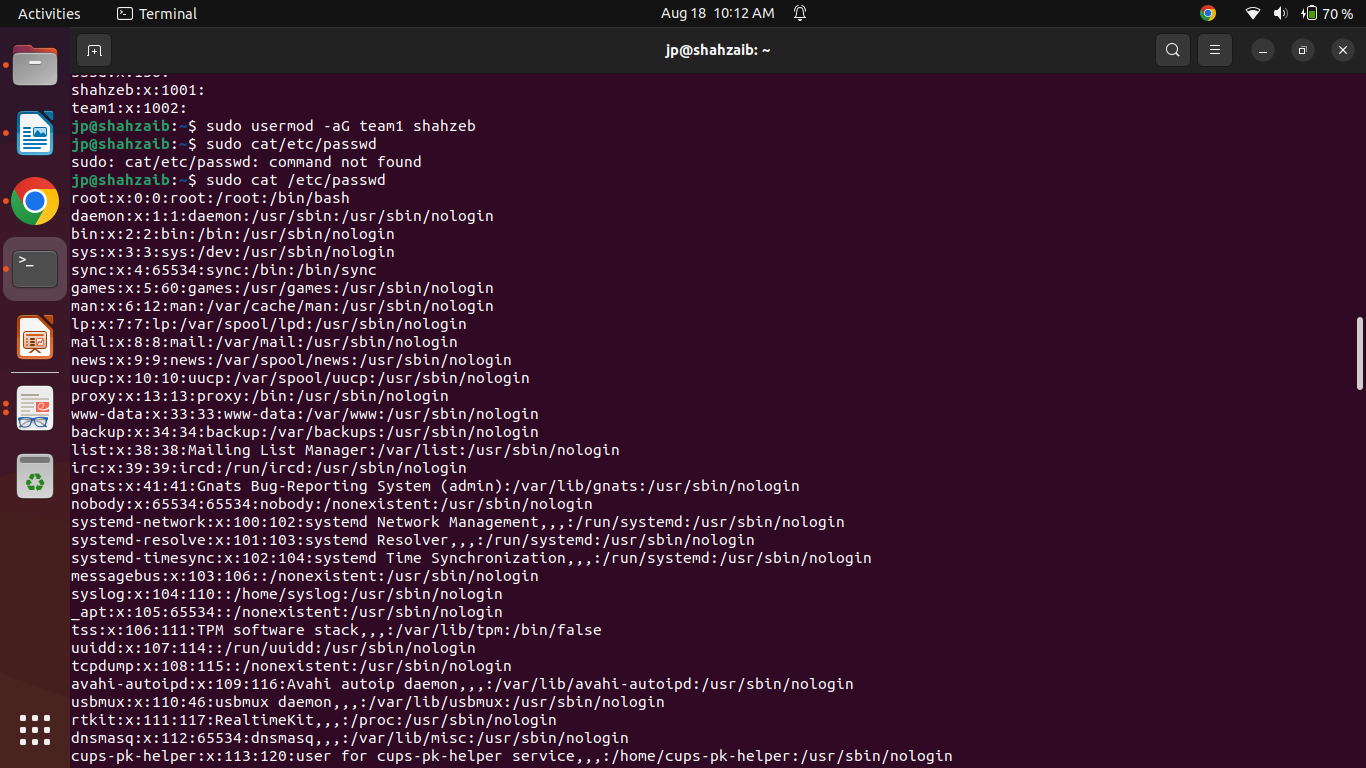 Activities
Terminal
Aug 18 10:12 AM
70 %
jp@shahzaib: ~
shahzeb:x:1001:
team1:x:1002:
jp@shahzaib:~$ sudo usermod -aG team1 shahzeb
jp@shahzaib:~$ sudo cat/etc/passwd
sudo: cat/etc/passwd: command not found
jp@shahzaib:~$ sudo cat /etc/passwd
root:x:0:0:root:/root:/bin/bash
daemon:x:1:1:daemon:/usr/sbin:/usr/sbin/nologin
bin:x:2:2:bin:/bin:/usr/sbin/nologin
sys:x:3:3:sys:/dev:/usr/sbin/nologin
sync:x:4:65534:sync:/bin:/bin/sync
games:x:5:60:games:/usr/games:/usr/sbin/nologin
man:x:6:12:man:/var/cache/man:/usr/sbin/nologin
lp:x:7:7:lp:/var/spool/lpd:/usr/sbin/nologin
mail:x:8:8:mail:/var/mail:/usr/sbin/nologin
news:x:9:9:news:/var/spool/news:/usr/sbin/nologin
uucp:x:10:10:uucp:/var/spool/uucp:/usr/sbin/nologin
proxy:x:13:13:proxy:/bin:/usr/sbin/nologin
www-data:x:33:33:www-data:/var/www:/usr/sbin/nologin
backup:x:34:34:backup:/var/backups:/usr/sbin/nologin
list:x:38:38:Mailing List Manager:/var/list:/usr/sbin/nologin
irc:x:39:39:ircd:/run/ircd:/usr/sbin/nologin
gnats:x:41:41:Gnats Bug-Reporting System (admin):/var/lib/gnats:/usr/sbin/nologin
nobody:x:65534:65534:nobody:/nonexistent:/usr/sbin/nologin
systemd-network:x:100:102:systemd Network Management,,,:/run/systemd:/usr/sbin/nologin
systemd-resolve:x:101:103:systemd Resolver,,,:/run/systemd:/usr/sbin/nologin
systemd-timesync:x:102:104:systemd Time Synchronization,,,:/run/systemd:/usr/sbin/nologin
messagebus:x:103:106::/nonexistent:/usr/sbin/nologin
syslog:x:104:110::/home/syslog:/usr/sbin/nologin
_apt:x:105:65534::/nonexistent:/usr/sbin/nologin
tss:x:106:111:TPM software stack,,,:/var/lib/tpm:/bin/false
uuidd:x:107:114::/run/uuidd:/usr/sbin/nologin
tcpdump:x:108:115::/nonexistent:/usr/sbin/nologin
avahi-autoipd:x:109:116:Avahi autoip daemon,,,:/var/lib/avahi-autoipd:/usr/sbin/nologin
usbmux:x:110:46:usbmux daemon,,,:/var/lib/usbmux:/usr/sbin/nologin
rtkit:x:111:117:RealtimeKit,,,:/proc:/usr/sbin/nologin
dnsmasq:x:112:65534:dnsmasq,,,:/var/lib/misc:/usr/sbin/nologin
cups-pk-helper:x:113:120:user for cups-pk-helper service,,,:/home/cups-pk-helper:/usr/sbin/nologin